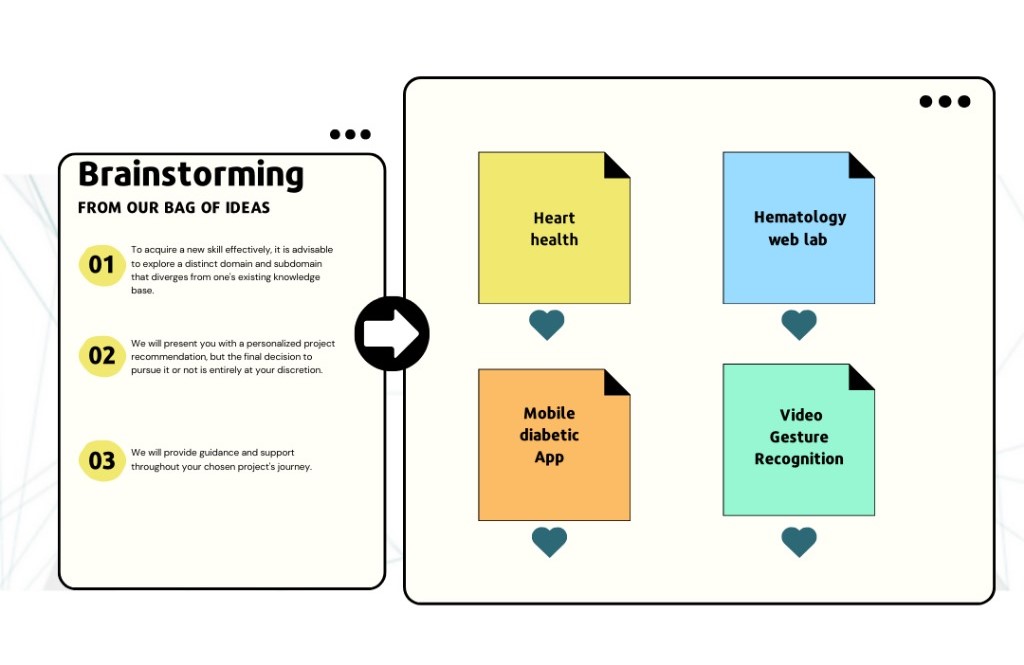 Brainstorming
FROM OUR BAG OF IDEAS
01
To acquire a new skill effectively, it is advisable
to explore a distinct domain and subdomain
that diverges from one's existing knowledge
base.
02
We will present you with a personalized project
recommendation, but the final decision to
pursue it or not is entirely at your discretion.
03
We will provide guidance and support
throughout your chosen project's journey.
Heart
health
Hematology
web lab
Mobile
diabetic
App
Video
Gesture
Recognition